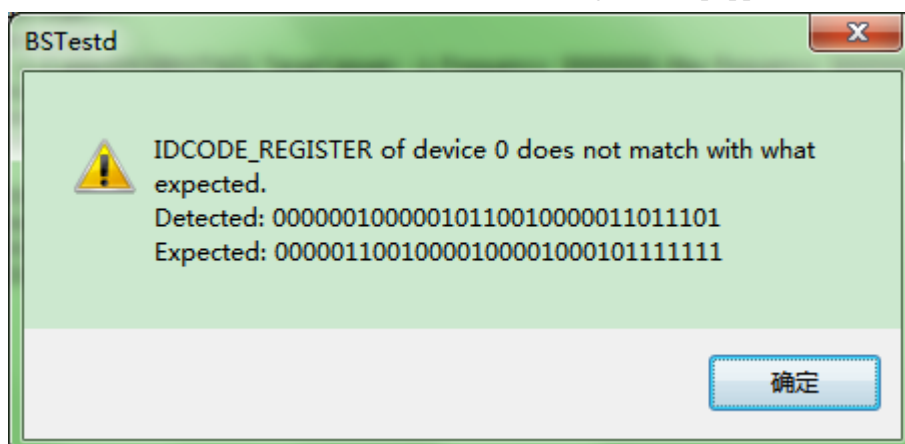 BSTestd
IDCODE_REGISTER of device 0 does not match with what
expected.
Detected: 00000010000010110010000011011101
Expected: 00000110010000100001000101111111
确定